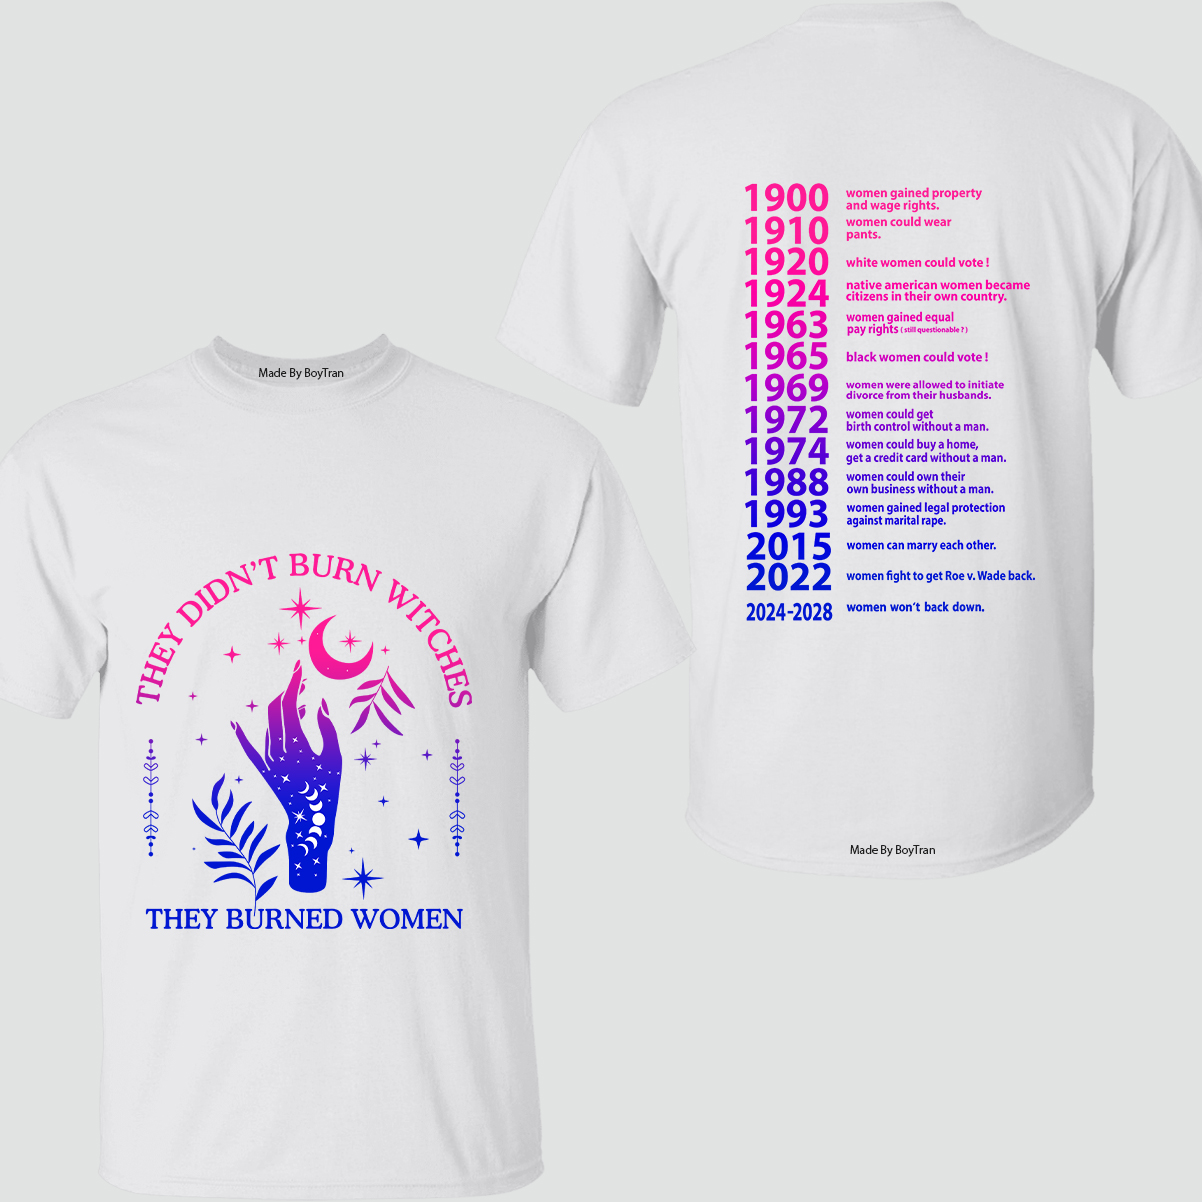 Made By BoyTran
THEY DIDN'T BURN WITCHES
THEY BURNED WOMEN
1900 women gained property
and wage rights.
1910 women could wear
pants.
1920 white women could vote !
1924 native american women became
citizens in their own country.
1963 women gained equal
pay rights ( still questionable ? )
1965 black women could vote !
1969 women were allowed to initiate
divorce from their husbands.
1972 women could get
birth control without a man.
1974 women could buy a home,
get a credit card without a man.
1988 women could own their
own business without a man.
1993 women gained legal protection
against marital rape.
2015 women can marry each other.
2022 women fight to get Roe v. Wade back.
2024-2028 women won't back down.
Made By BoyTran